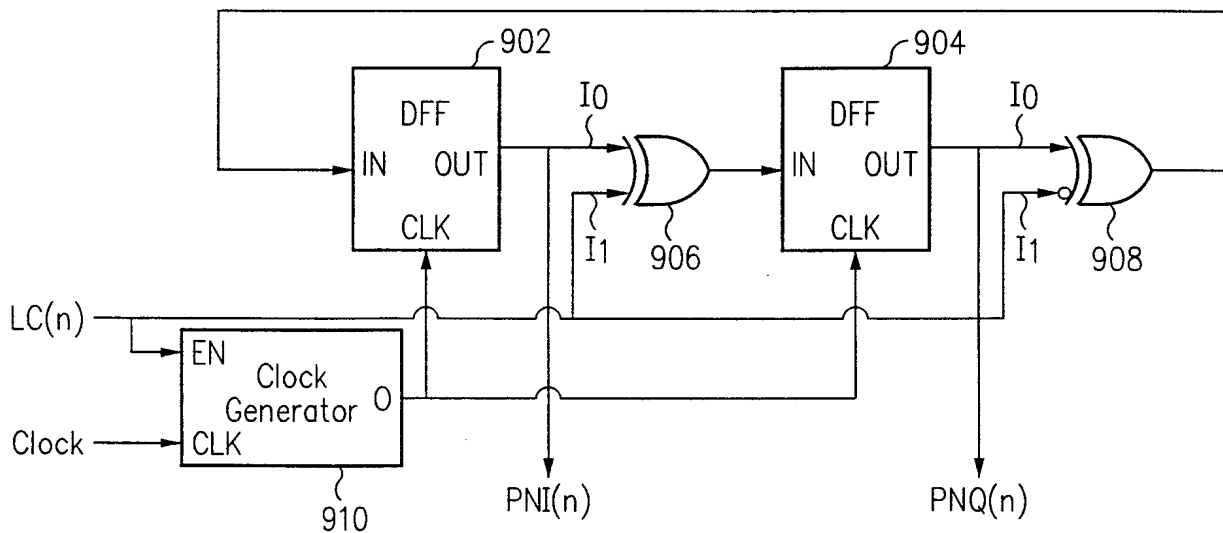 902
DFF
IN
OUT
CLK
I0
I1
906
904
DFF
IN
OUT
CLK
I0
I1
908
LC(n)
EN
Clock
Generator
O
CLK
Clock
910
PNI(n)
PNQ(n)